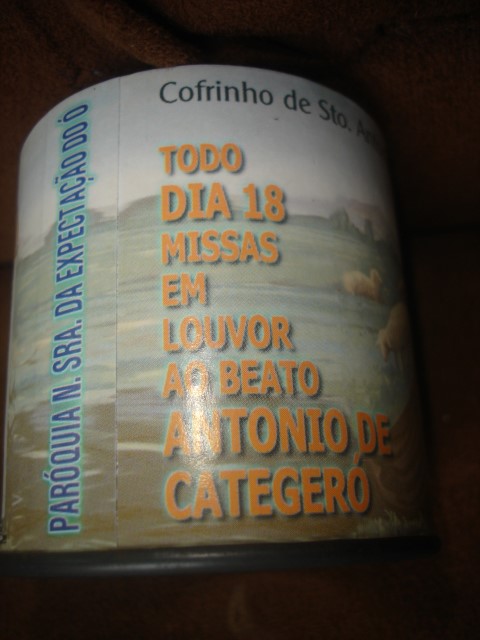 Cofrinho de Sto.
TODO
DIA 18
MISSAS
EM
LOUVOR
AO BEATO
ANTONIO DE
CATEGERÓ
PARÓQUIA N. SRA. DA EXPECTAÇÃO DO Ó